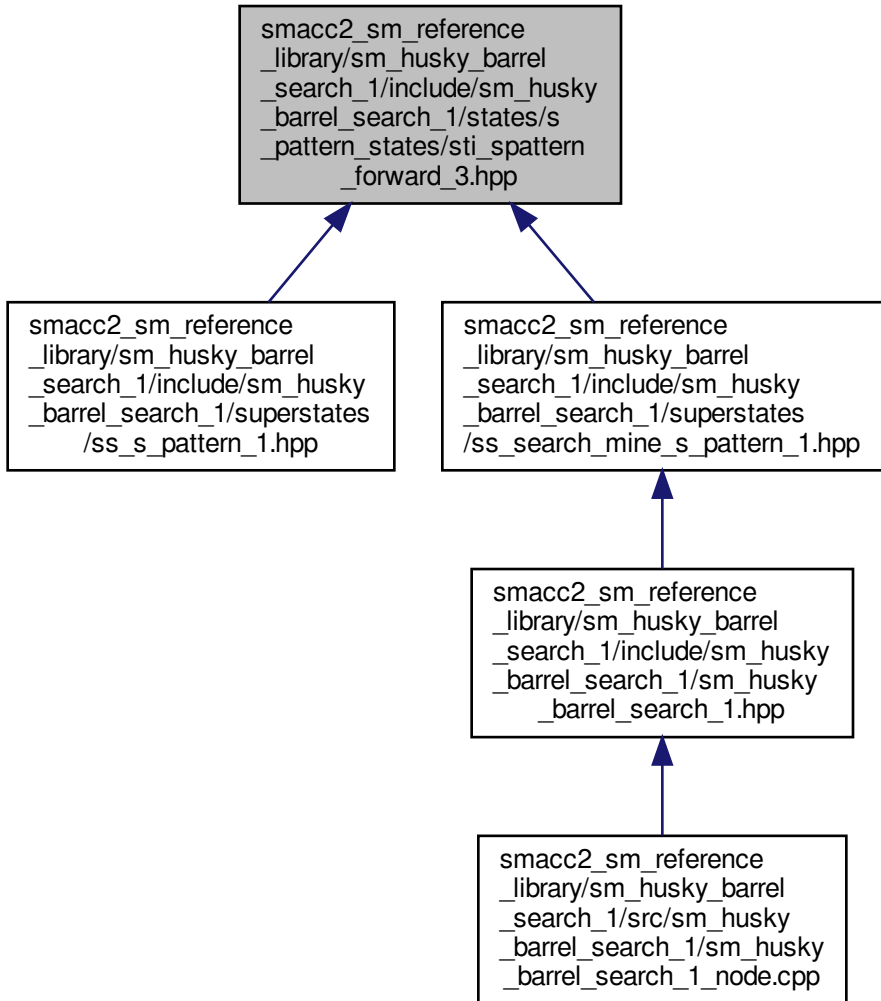 smacc2_sm_reference
_library/sm_husky_barrel
_search_1/include/sm_husky
_barrel_search_1/states/s
_pattern_states/sti_spattern
_forward_3.hpp
smacc2_sm_reference
_library/sm_husky_barrel
_search_1/include/sm_husky
_barrel_search_1/superstates
/ss_s_pattern_1.hpp
smacc2_sm_reference
_library/sm_husky_barrel
_search_1/include/sm_husky
_barrel_search_1/superstates
/ss_search_mine_s_pattern_1.hpp
smacc2_sm_reference
_library/sm_husky_barrel
_search_1/include/sm_husky
_barrel_search_1/sm_husky
_barrel_search_1.hpp
smacc2_sm_reference
_library/sm_husky_barrel
_search_1/src/sm_husky
_barrel_search_1/sm_husky
_barrel_search_1_node.cpp